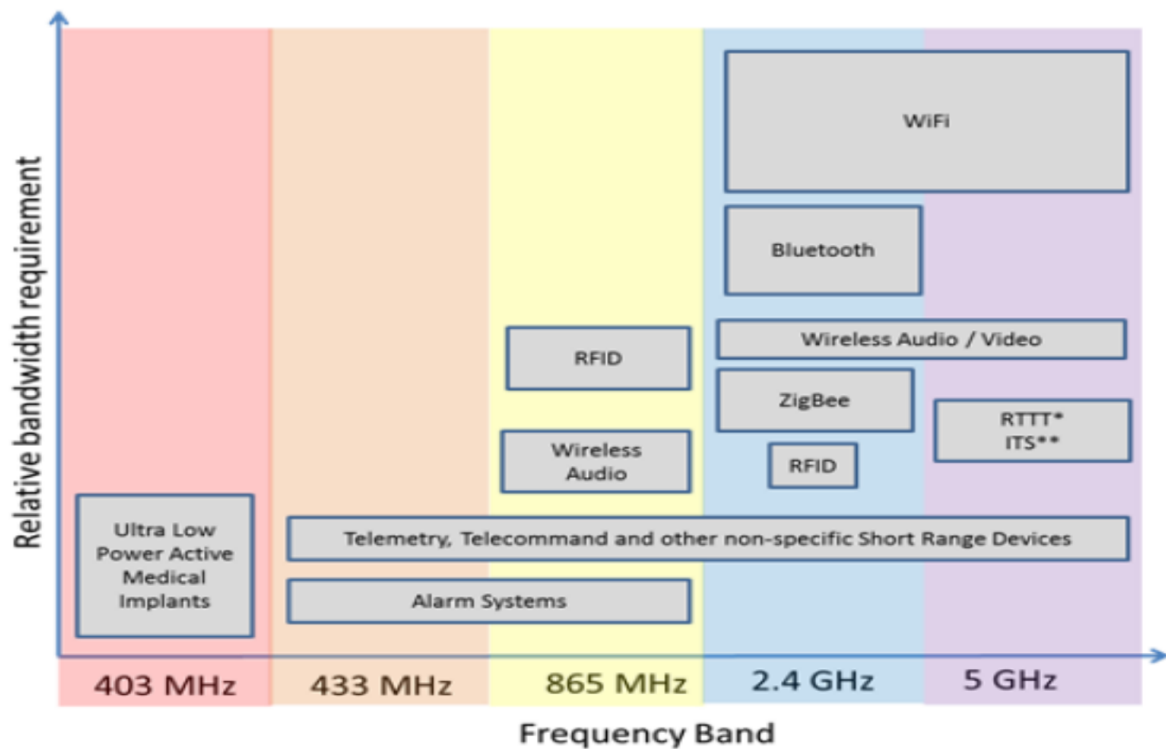 Relative bandwidth requirement
WiFi
Bluetooth
Wireless Audio / Video
RFID
ZigBee
RTTT*
ITS**
Wireless
Audio
RFID
Ultra Low
Power Active
Medical
Implants
Telemetry, Telecommand and other non-specific Short Range Devices
Alarm Systems
403 MHz
433 MHz
865 MHz
2.4 GHz
5 GHz
Frequency Band